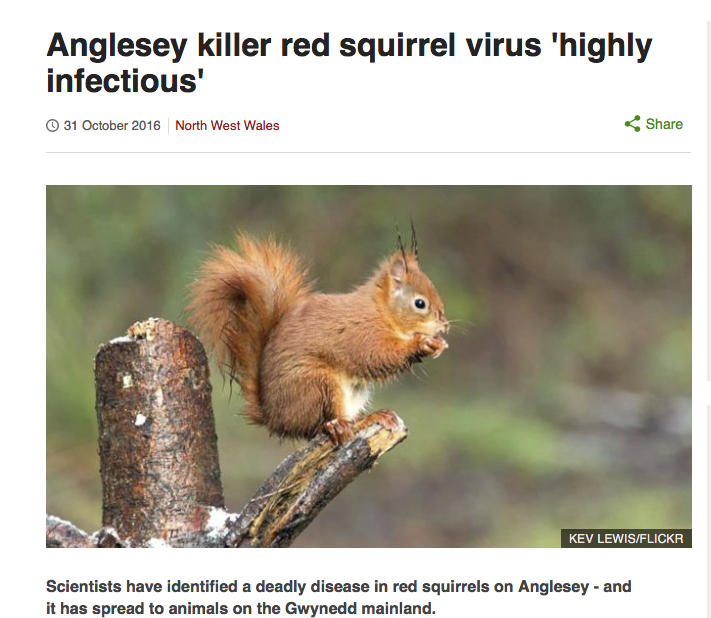 Anglesey killer red squirrel virus 'highly
infectious'
31 October 2016 North West Wales
Share
KEV LEWIS/FLICKR
Scientists have identified a deadly disease in red squirrels on Anglesey - and
it has spread to animals on the Gwynedd mainland.